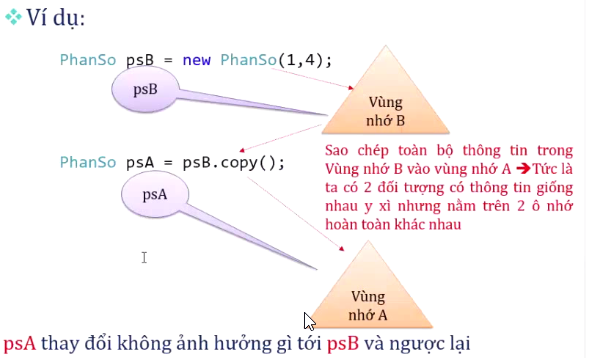 Ví dụ:
PhanSo psB = new PhanSo(1,4);
psB
Vùng
nhớ B
Sao chép toàn bộ thông tin trong
Vùng nhớ B vào vùng nhớ A ➔Tức là
ta có 2 đối tượng có thông tin giống
nhau y xì nhưng nằm trên 2 ô nhớ
hoàn toàn khác nhau
PhanSo psA = psB.copy();
psA
Vùng
nhớ A
psA thay đổi không ảnh hưởng gì tới psB và ngược lại